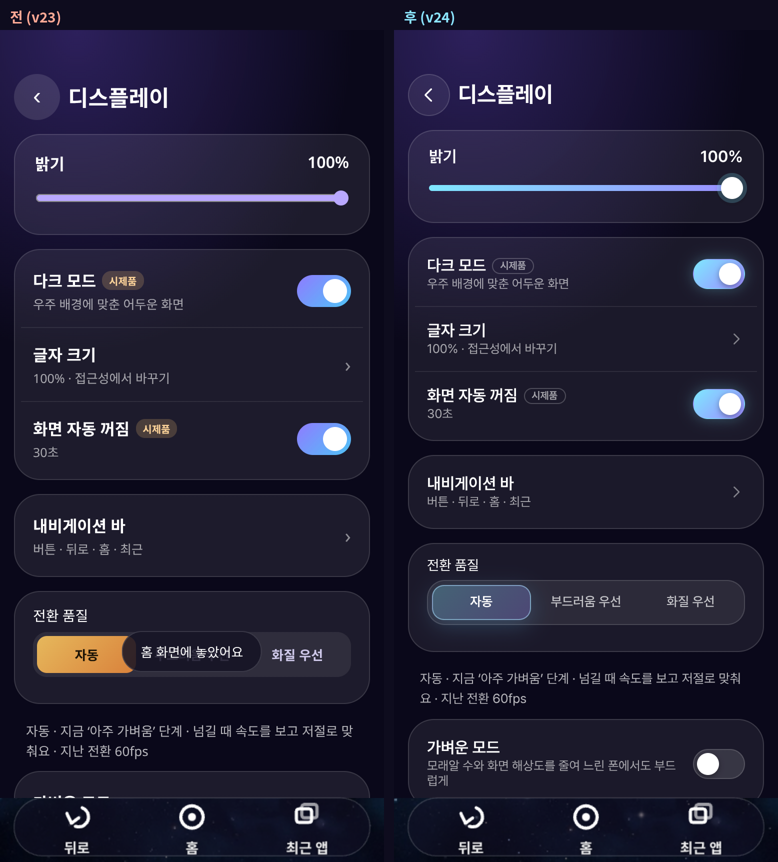 전 (v23)
디스플레이
밝기
100%
다크 모드 시제품
우주 배경에 맞춘 어두운 화면
글자 크기
100% · 접근성에서 바꾸기
화면 자동 꺼짐 시제품
30초
내비게이션 바
버튼 · 뒤로 · 홈 · 최근
전환 품질
자동
홈 화면에 놓았어요
화질 우선
자동 · 지금 ‘아주 가벼움’ 단계 · 넘길 때 속도를 보고 저절로 맞
춰요 · 지난 전환 60fps
뒤로
홈
최근 앱
후 (v24)
디스플레이
밝기
100%
다크 모드 시제품
우주 배경에 맞춘 어두운 화면
글자 크기
100% · 접근성에서 바꾸기
화면 자동 꺼짐 시제품
30초
내비게이션 바
버튼 · 뒤로 · 홈 · 최근
전환 품질
자동
부드러움 우선
화질 우선
자동 · 지금 ‘아주 가벼움’ 단계 · 넘길 때 속도를 보고 저절로 맞춰
요 · 지난 전환 60fps
가벼운 모드
모래알 수와 화면 해상도를 줄여 느린 폰에서도 부드
럽게
뒤로
홈
최근 앱